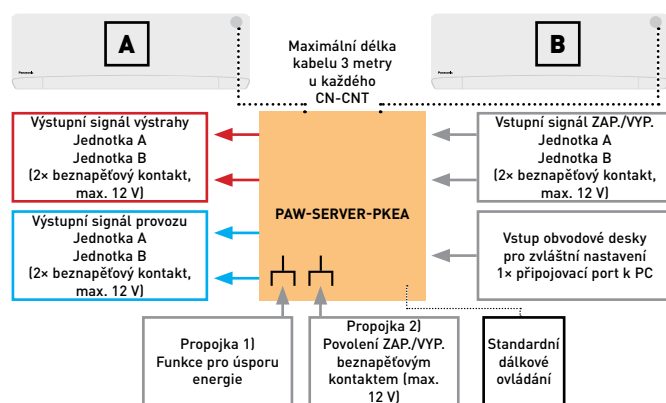 A
B
Panasonic
Panasonic
Maximální délka
kabelu 3 metry
u každého
CN-CNT
Výstupní signál výstrahy
Jednotka A
Jednotka B
(2× beznapěťový kontakt,
max. 12 V)
Vstupní signál ZAP./VYP.
Jednotka A
Jednotka B
(2× beznapěťový kontakt,
max. 12 V)
PAW-SERVER-PKEA
Výstupní signál provozu
Jednotka A
Jednotka B
(2× beznapěťový kontakt,
max. 12 V)
Vstup obvodové desky
pro zvláštní nastavení
1× připojovací port k PC
Propojka 1)
Funkce pro úsporu
energie
Propojka 2)
Povolení ZAP./VYP.
beznapěťovým
kontaktem (max.
12 V)
Standardní
dálkové
ovládání